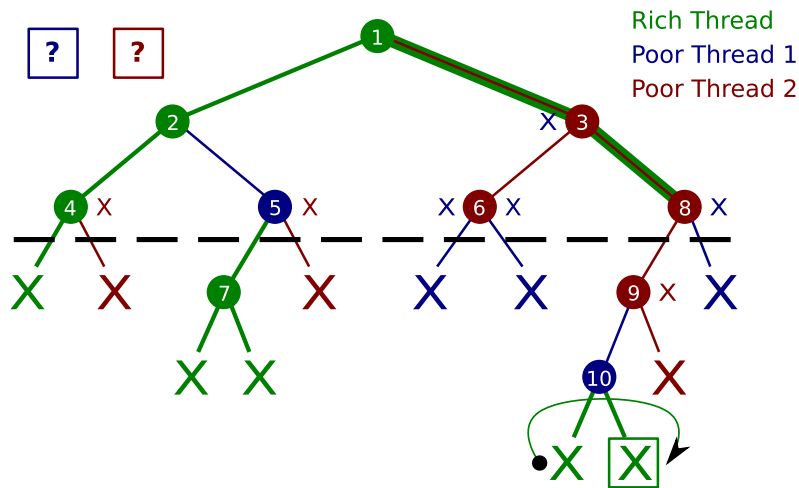 ? ? Rich Thread
1
Poor Thread 1
Poor Thread 2
2 X 3
4 X 5 X X 6 X 8 X
X X 7 X X X 9 X X
X X 10 X
X X